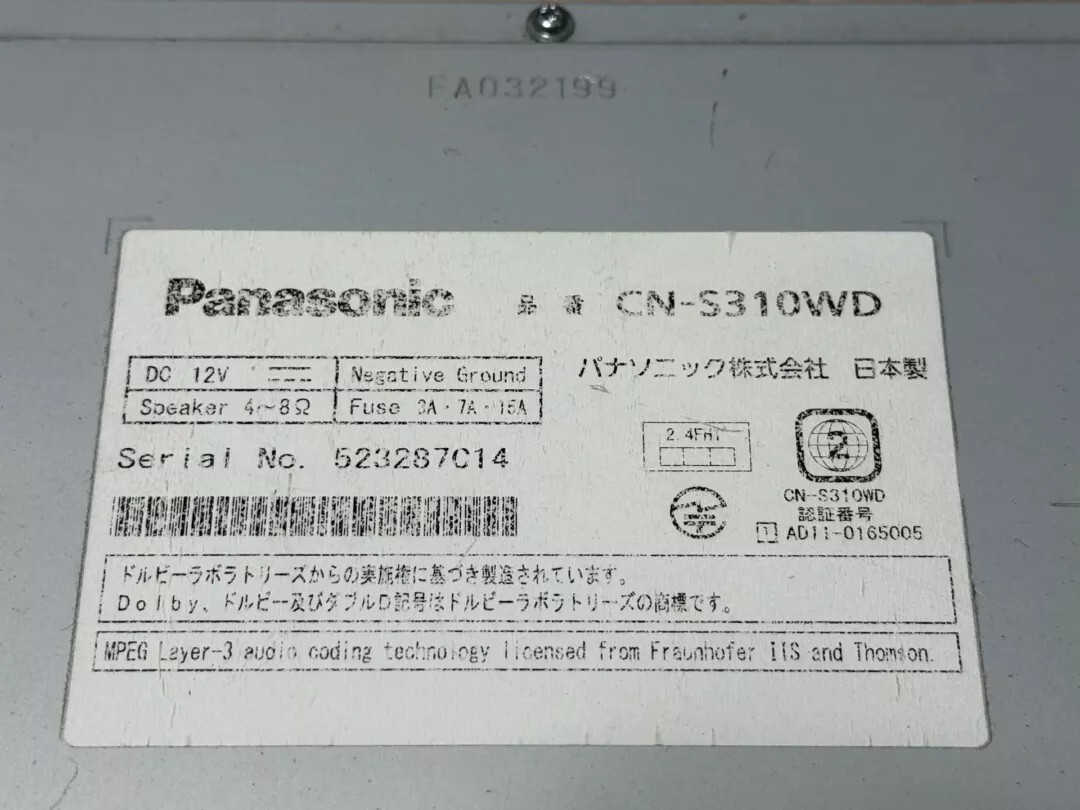 FA032199
Panasonic 品番 CN-S310WD
DC 12V Negative Ground
Speaker 4~8Ω Fuse 3A・7A・15A
パナソニック株式会社 日本製
Serial No. 523287C14
2.4FH1
2
CN-S310WD
認証番号
T AD11-0165005
ドルビーラボラトリーズからの実施権に基づき製造されています。
Dolby、ドルビー及びダブルD記号はドルビーラボラトリーズの商標です。
MPEG Layer-3 audio coding technology licensed from Fraunhofer IIS and Thomson.